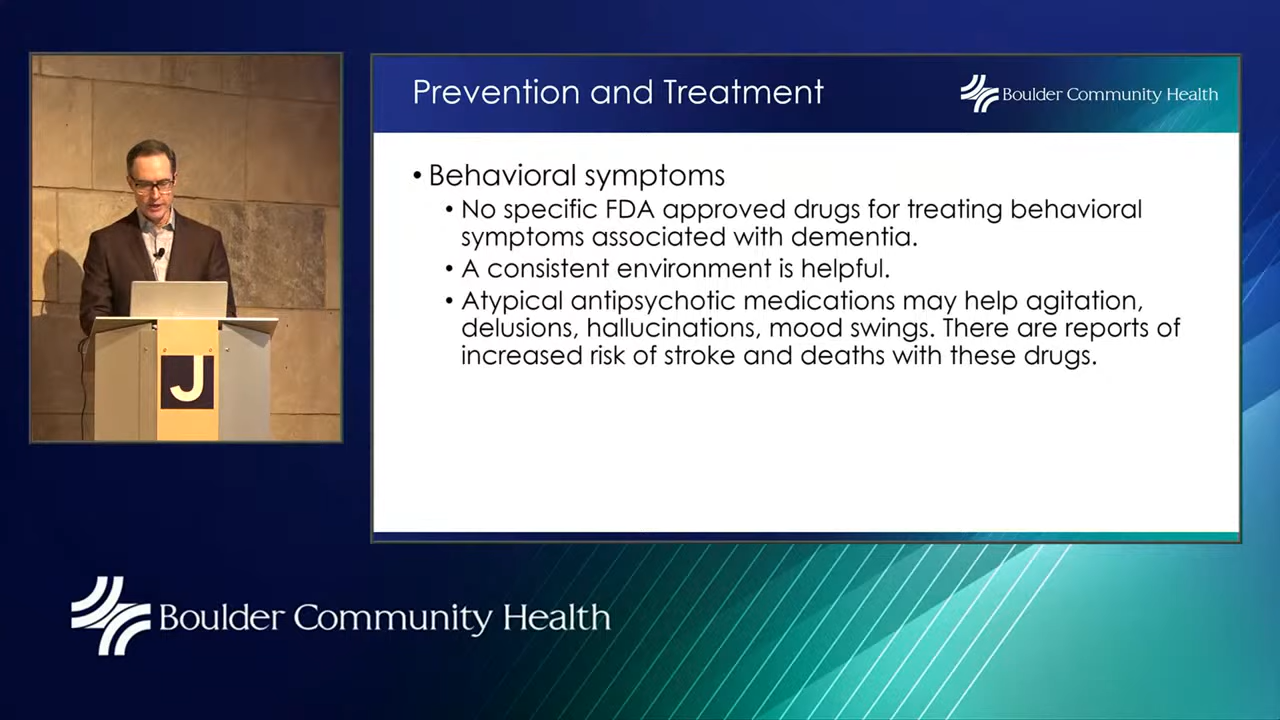 Prevention and Treatment
Boulder Community Health
• Behavioral symptoms
• No specific FDA approved drugs for treating behavioral
symptoms associated with dementia.
• A consistent environment is helpful.
• Atypical antipsychotic medications may help agitation,
delusions, hallucinations, mood swings. There are reports of
increased risk of stroke and deaths with these drugs.
J
Boulder Community Health